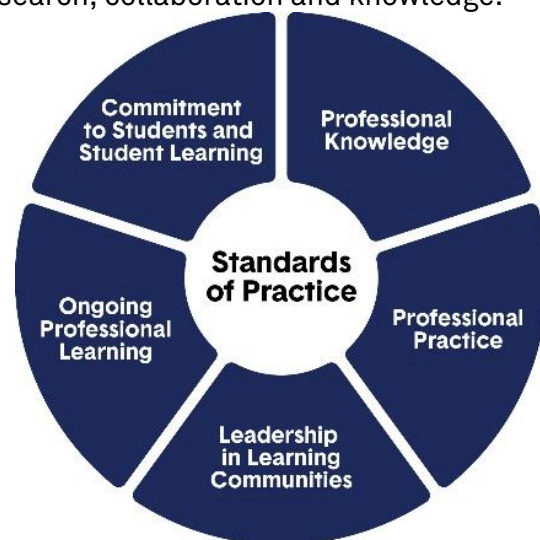 search, collaboration and knowledge.
Commitment
to Students and
Student Learning
Professional
Knowledge
Standards
of Practice
Ongoing
Professional
Learning
Professional
Practice
Leadership
in Learning
Communities